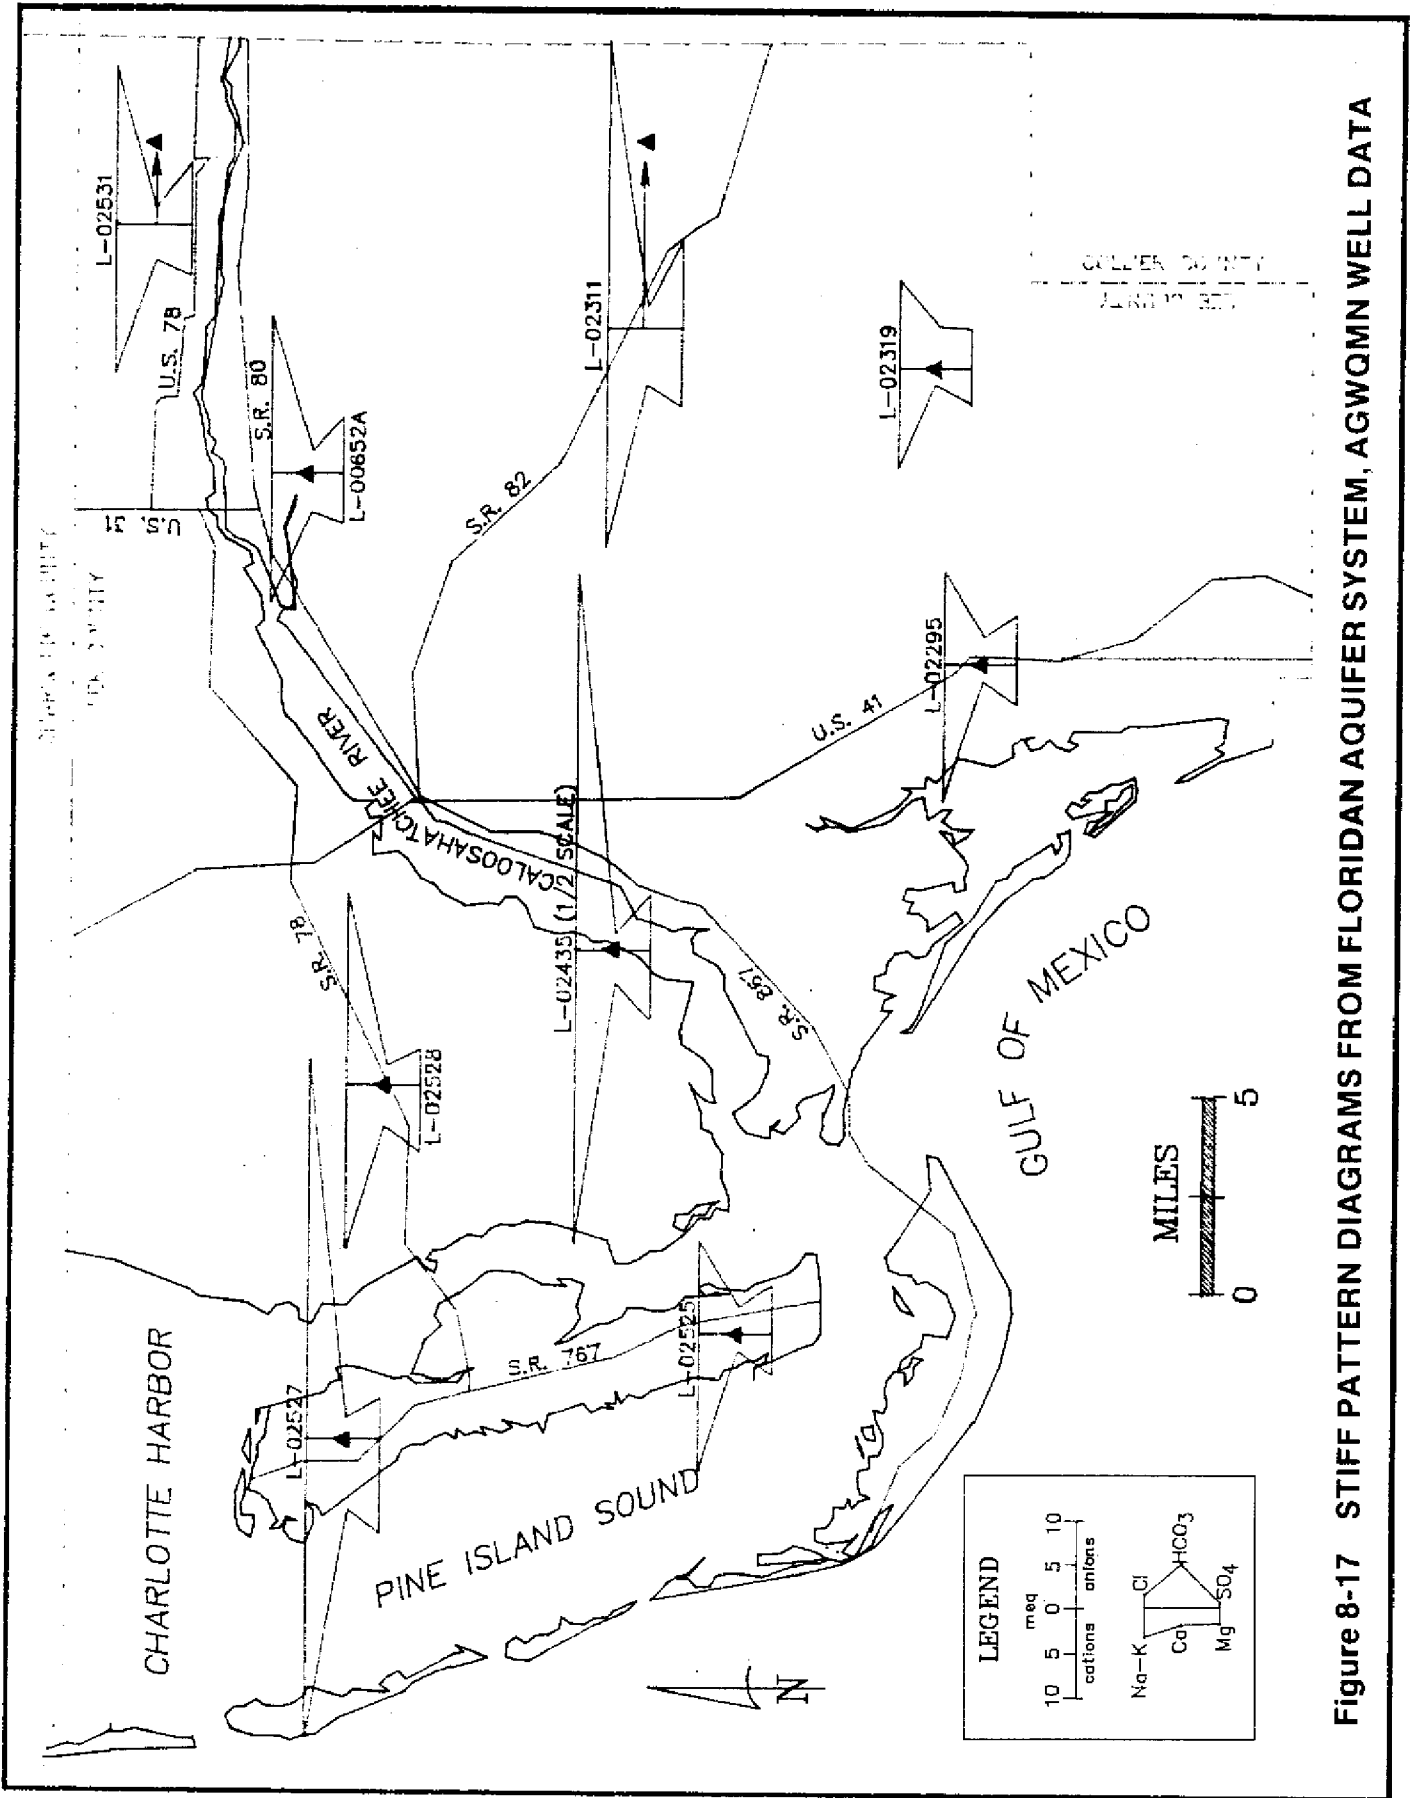 L-02531
U.S. 78
S.R. 80
L-00652A
U.S. 31
L-02311
S.R. 82
L-02319
COLLIER COUNTY
CALOOSAHATCHEE RIVER
L-02295
U.S. 41
S.R. 78
L-02528
L-02435 (1/2 SCALE)
S.R. 867
GULF OF MEXICO
CHARLOTTE HARBOR
L-02527
S.R. 767
L-02525
PINE ISLAND SOUND
MILES
0 5
N
LEGEND
meq
10 5 0 5 10
cations anions
Na-K Cl
Ca HCO3
Mg SO4
Figure 8-17 STIFF PATTERN DIAGRAMS FROM FLORIDAN AQUIFER SYSTEM, AGWQMN WELL DATA